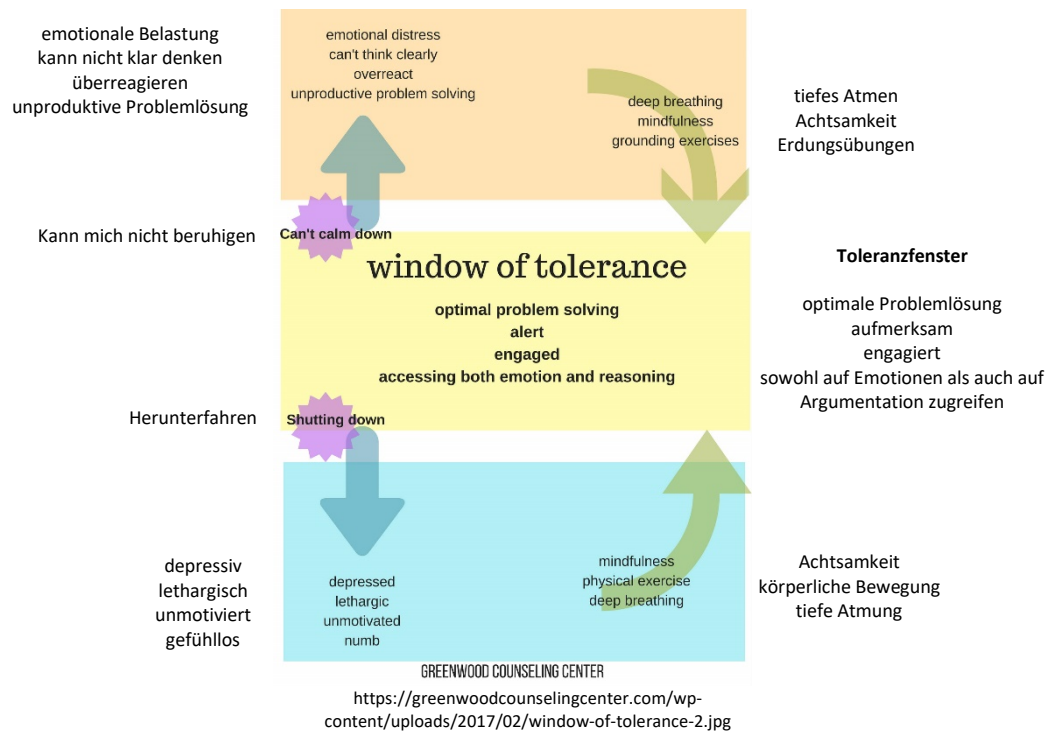 emotionale Belastung
kann nicht klar denken
überreagieren
unproduktive Problemlösung
emotional distress
can't think clearly
overreact
unproductive problem solving
deep breathing
mindfulness
grounding exercises
tiefes Atmen
Achtsamkeit
Erdungsübungen
Kann mich nicht beruhigen
Can't calm down
window of tolerance
optimal problem solving
alert
engaged
accessing both emotion and reasoning
Toleranzfenster
optimale Problemlösung
aufmerksam
engagiert
sowohl auf Emotionen als auch auf
Argumentation zugreifen
Herunterfahren
Shutting down
depressiv
lethargisch
unmotiviert
gefühllos
depressed
lethargic
unmotivated
numb
mindfulness
physical exercise
deep breathing
Achtsamkeit
körperliche Bewegung
tiefe Atmung
GREENWOOD COUNSELING CENTER
https://greenwoodcounselingcenter.com/wp-
content/uploads/2017/02/window-of-tolerance-2.jpg